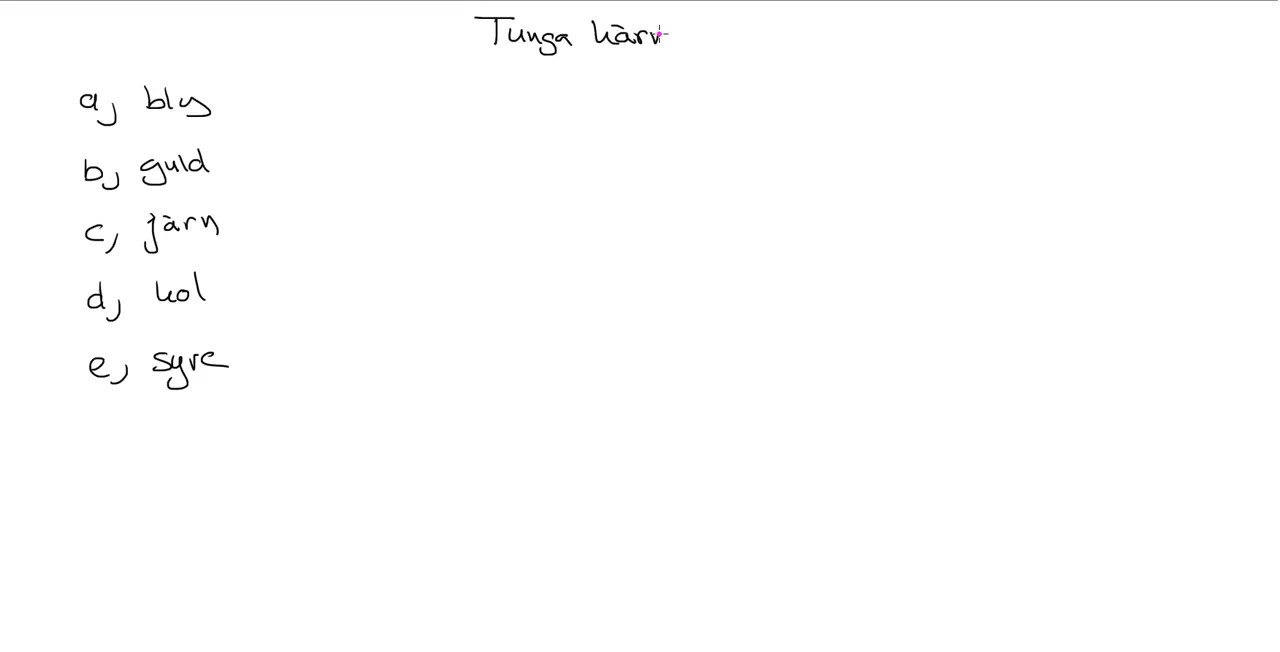 Tunga kärn
a) bly
b) guld
c) järn
d) kol
e) syre